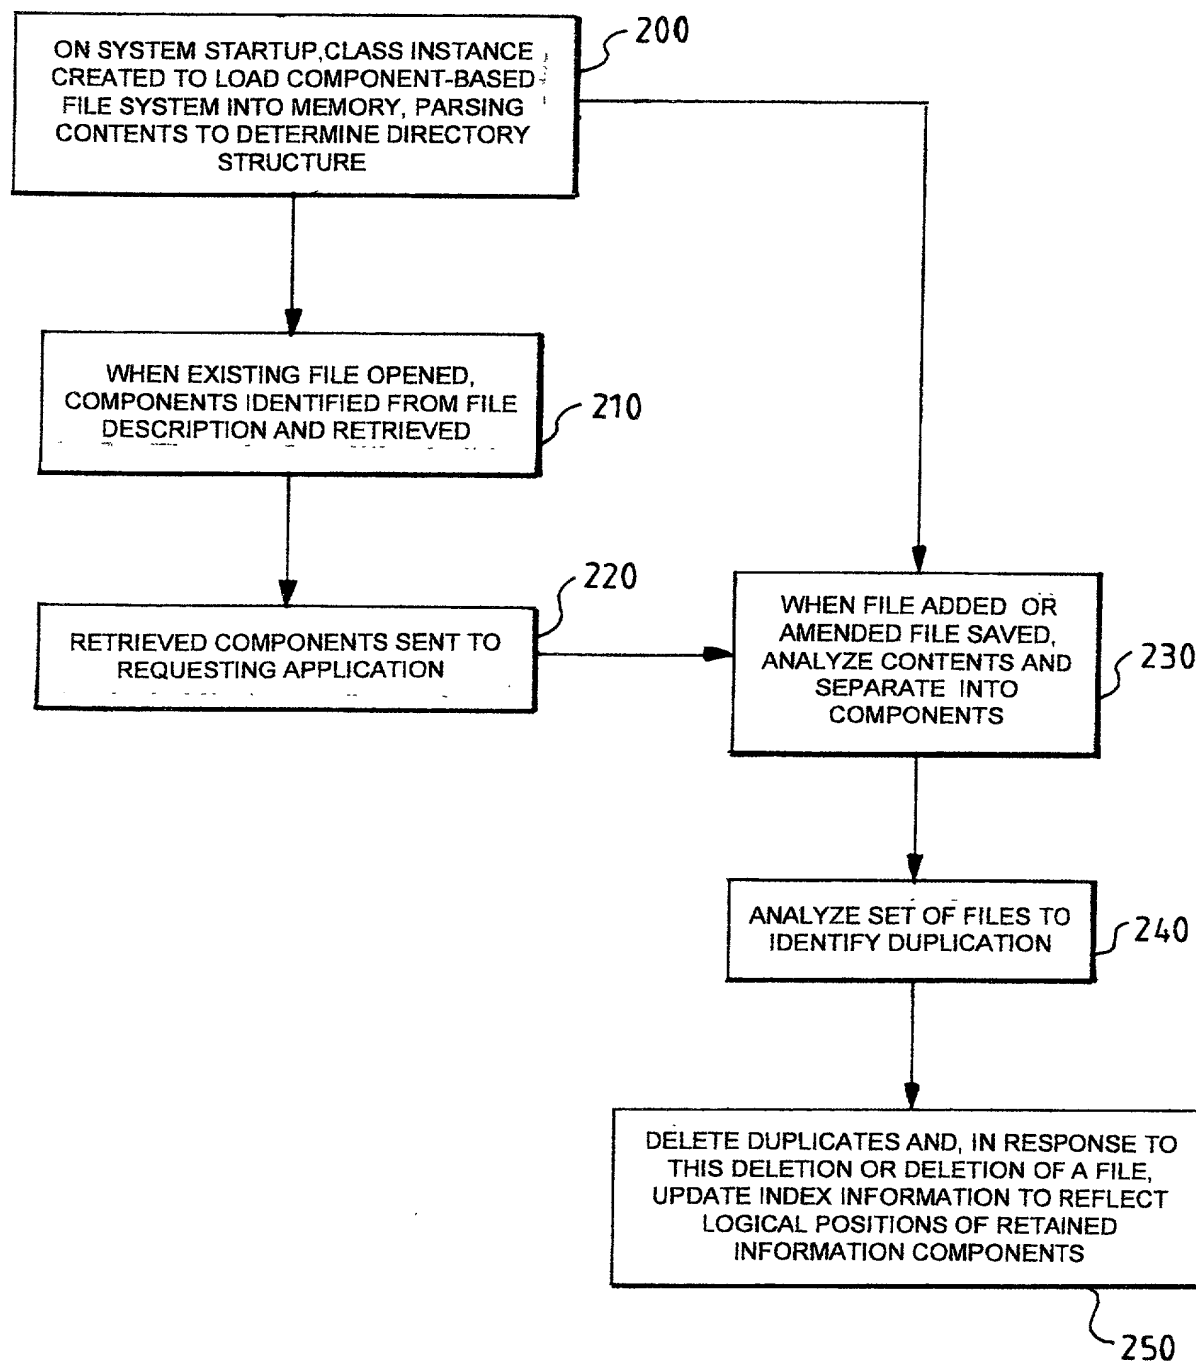 ON SYSTEM STARTUP,CLASS INSTANCE
CREATED TO LOAD COMPONENT-BASED
FILE SYSTEM INTO MEMORY, PARSING
CONTENTS TO DETERMINE DIRECTORY
STRUCTURE
200
WHEN EXISTING FILE OPENED,
COMPONENTS IDENTIFIED FROM FILE
DESCRIPTION AND RETRIEVED
210
RETRIEVED COMPONENTS SENT TO
REQUESTING APPLICATION
220
WHEN FILE ADDED OR
AMENDED FILE SAVED,
ANALYZE CONTENTS AND
SEPARATE INTO
COMPONENTS
230
ANALYZE SET OF FILES TO
IDENTIFY DUPLICATION
240
DELETE DUPLICATES AND, IN RESPONSE TO
THIS DELETION OR DELETION OF A FILE,
UPDATE INDEX INFORMATION TO REFLECT
LOGICAL POSITIONS OF RETAINED
INFORMATION COMPONENTS
250